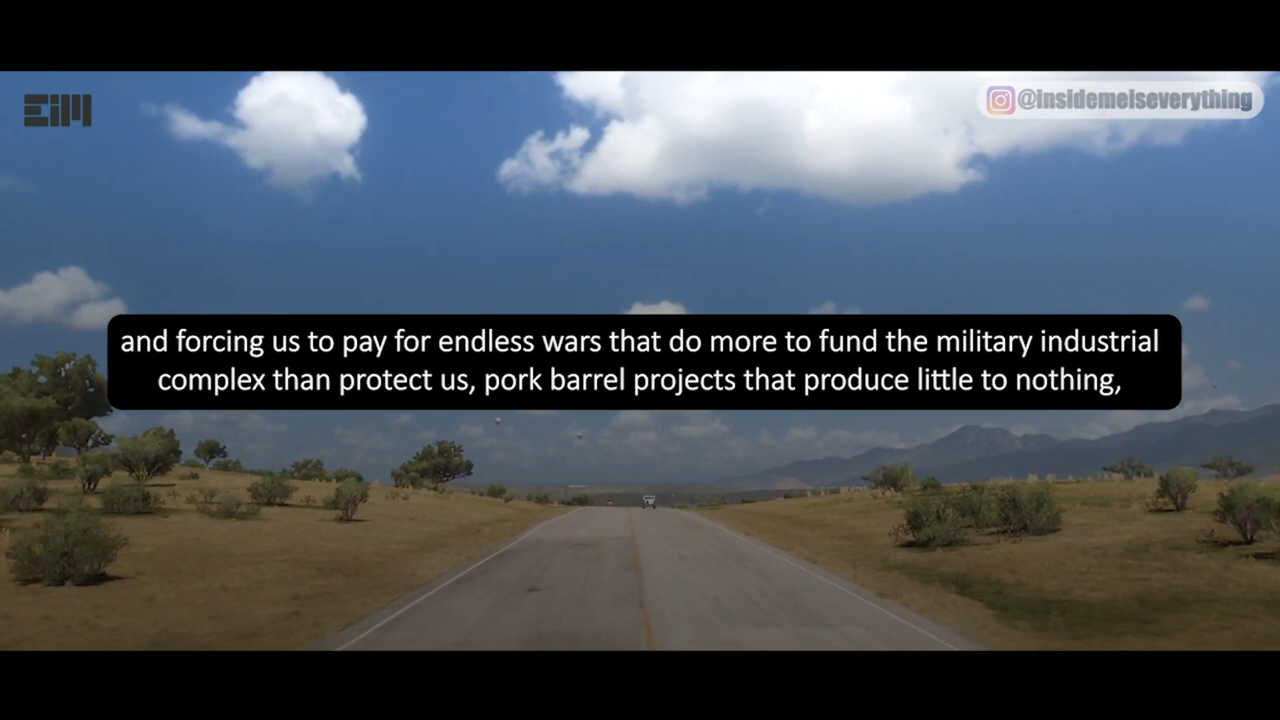 EiM
@insidemeiseverything
and forcing us to pay for endless wars that do more to fund the military industrial
complex than protect us, pork barrel projects that produce little to nothing,